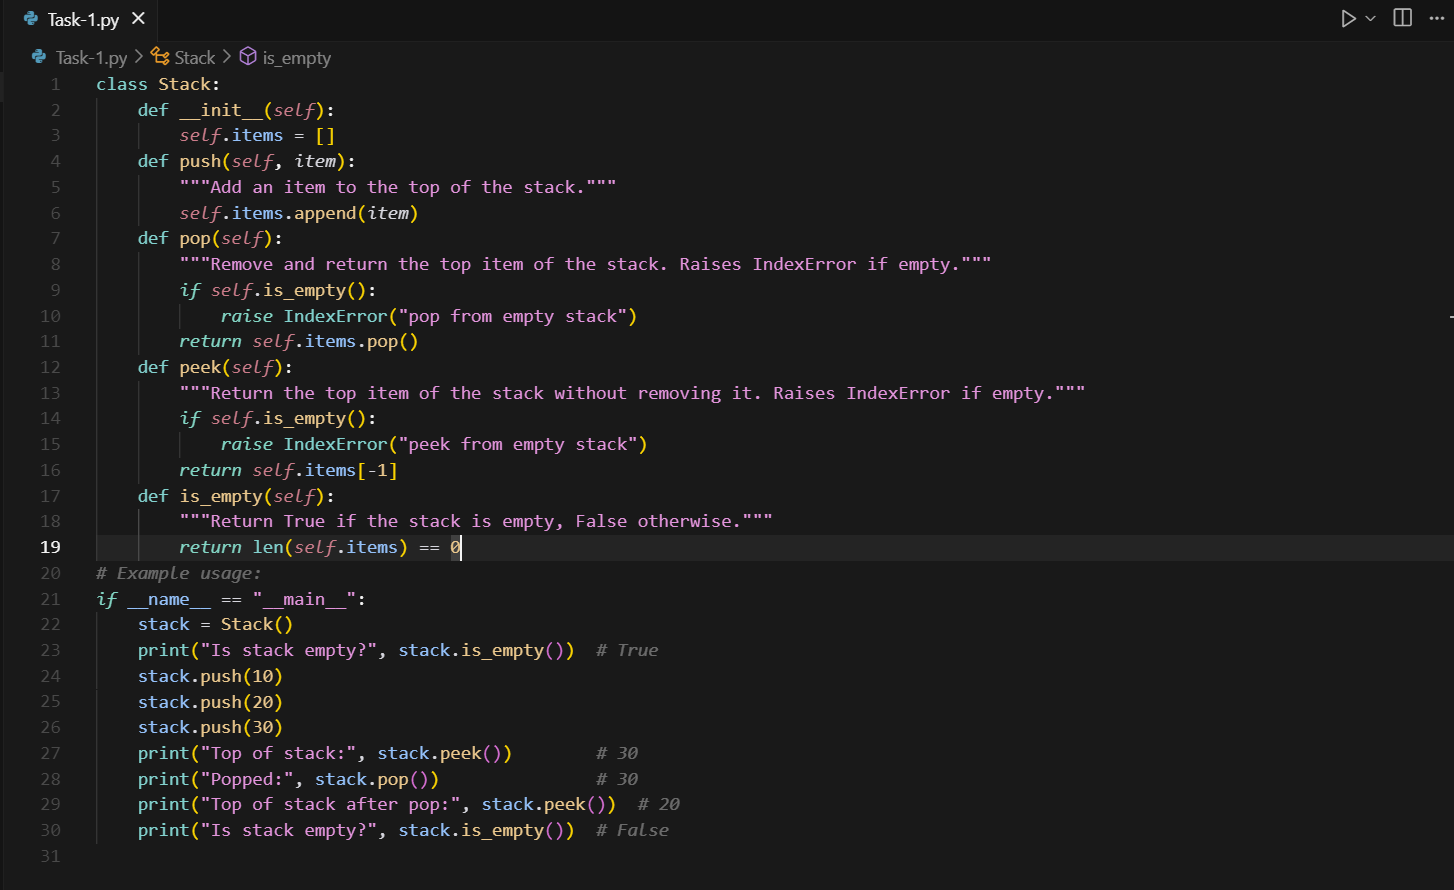 Task-1.py
Task-1.py > Stack > is_empty
1 class Stack:
2     def __init__(self):
3         self.items = []
4     def push(self, item):
5         """Add an item to the top of the stack."""
6         self.items.append(item)
7     def pop(self):
8         """Remove and return the top item of the stack. Raises IndexError if empty."""
9         if self.is_empty():
10             raise IndexError("pop from empty stack")
11         return self.items.pop()
12     def peek(self):
13         """Return the top item of the stack without removing it. Raises IndexError if empty."""
14         if self.is_empty():
15             raise IndexError("peek from empty stack")
16         return self.items[-1]
17     def is_empty(self):
18         """Return True if the stack is empty, False otherwise."""
19         return len(self.items) == 0
20 # Example usage:
21 if __name__ == "__main__":
22     stack = Stack()
23     print("Is stack empty?", stack.is_empty())  # True
24     stack.push(10)
25     stack.push(20)
26     stack.push(30)
27     print("Top of stack:", stack.peek())        # 30
28     print("Popped:", stack.pop())               # 30
29     print("Top of stack after pop:", stack.peek())  # 20
30     print("Is stack empty?", stack.is_empty())  # False
31